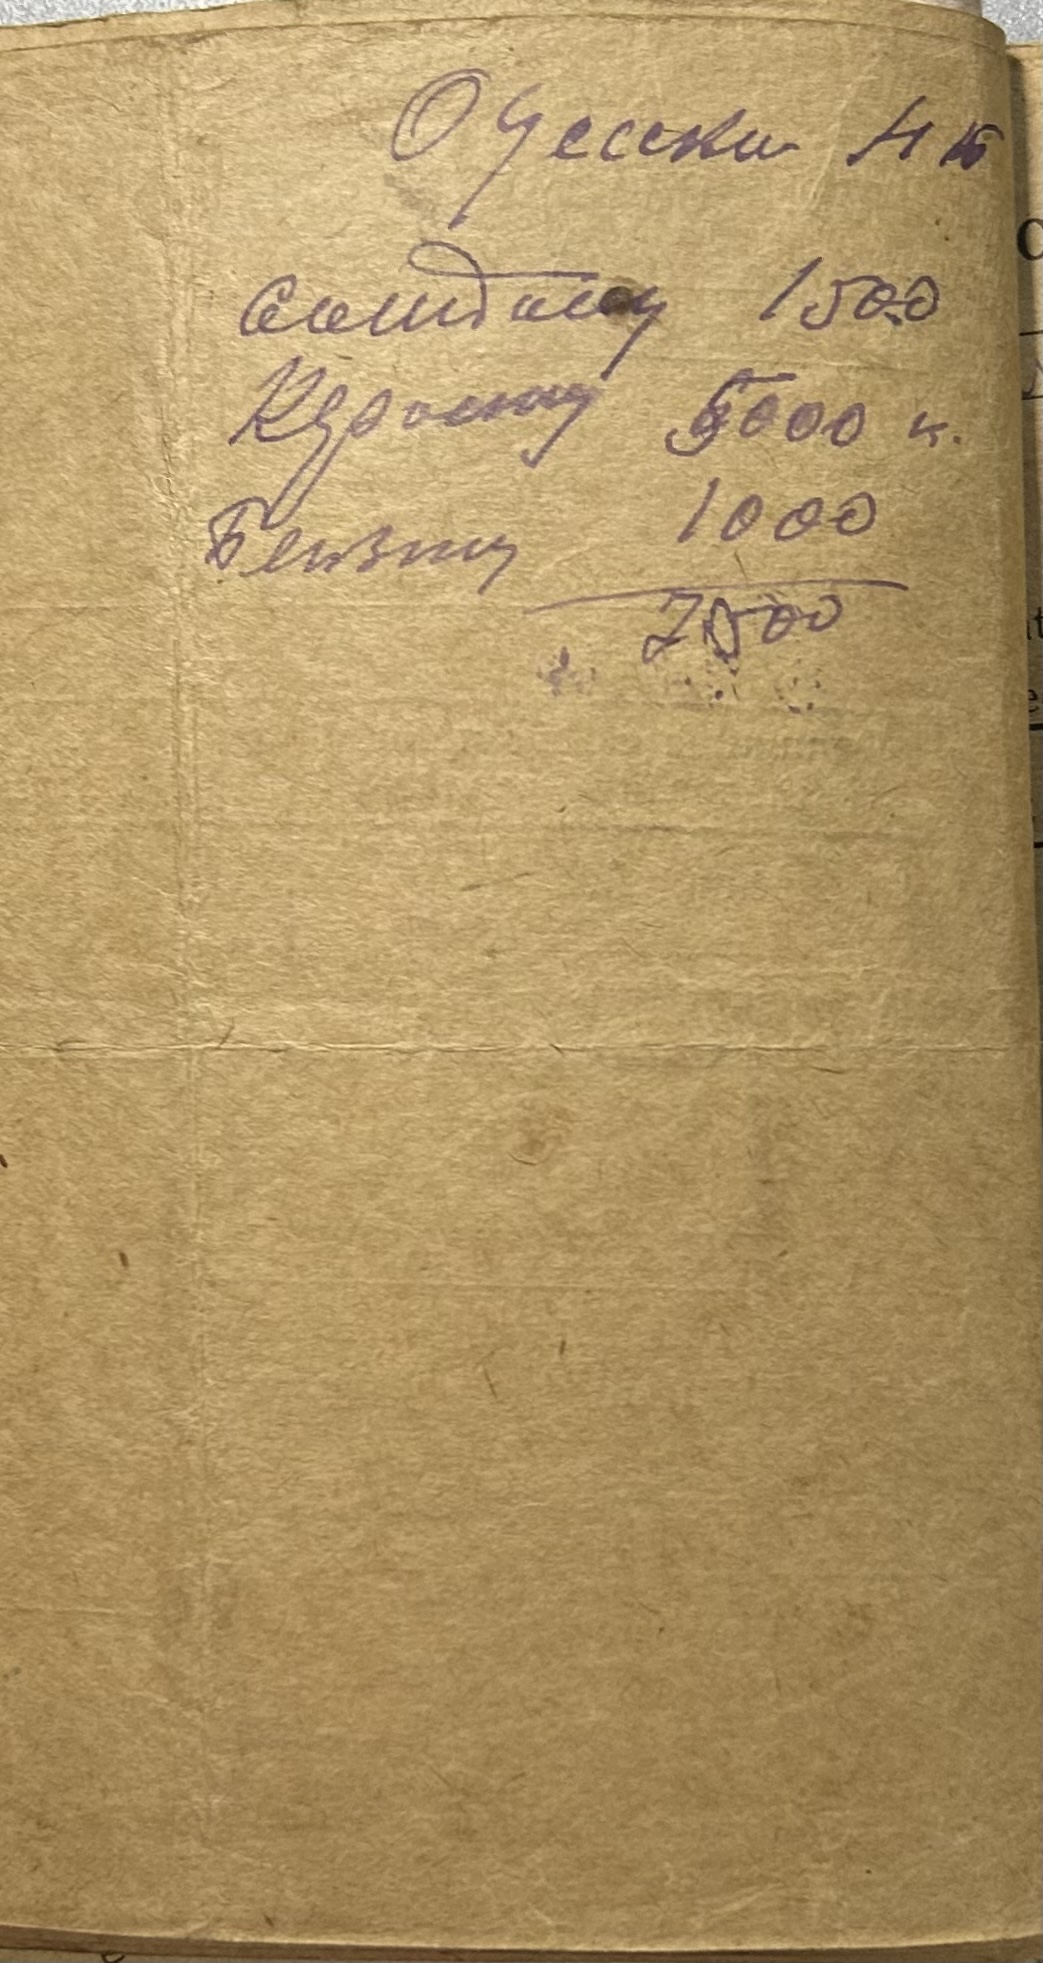 Одесски
1500
Керосину 5000 к.
Бензину 1000
7500